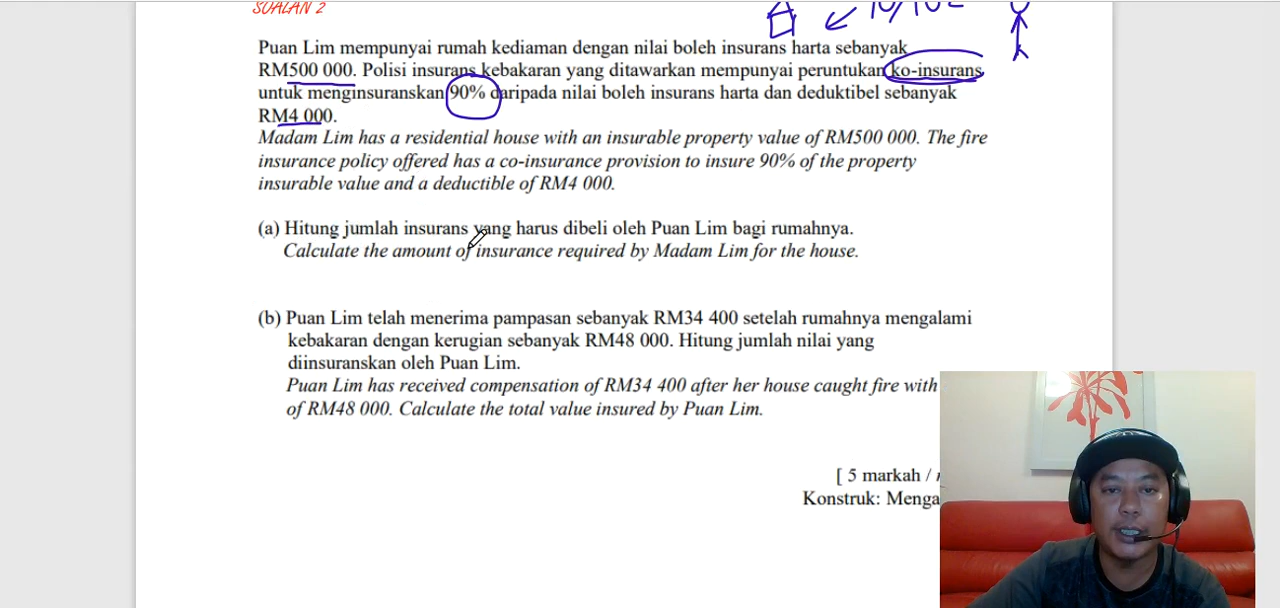 SOALAN 2
Puan Lim mempunyai rumah kediaman dengan nilai boleh insurans harta sebanyak
RM500 000. Polisi insurans kebakaran yang ditawarkan mempunyai peruntukan ko-insurans
untuk menginsuranskan 90% daripada nilai boleh insurans harta dan deduktibel sebanyak
RM4 000.
Madam Lim has a residential house with an insurable property value of RM500 000. The fire
insurance policy offered has a co-insurance provision to insure 90% of the property
insurable value and a deductible of RM4 000.
(a) Hitung jumlah insurans yang harus dibeli oleh Puan Lim bagi rumahnya.
Calculate the amount of insurance required by Madam Lim for the house.
(b) Puan Lim telah menerima pampasan sebanyak RM34 400 setelah rumahnya mengalami
kebakaran dengan kerugian sebanyak RM48 000. Hitung jumlah nilai yang
diinsuranskan oleh Puan Lim.
Puan Lim has received compensation of RM34 400 after her house caught fire with
of RM48 000. Calculate the total value insured by Puan Lim.
[ 5 markah /
Konstruk: Menga